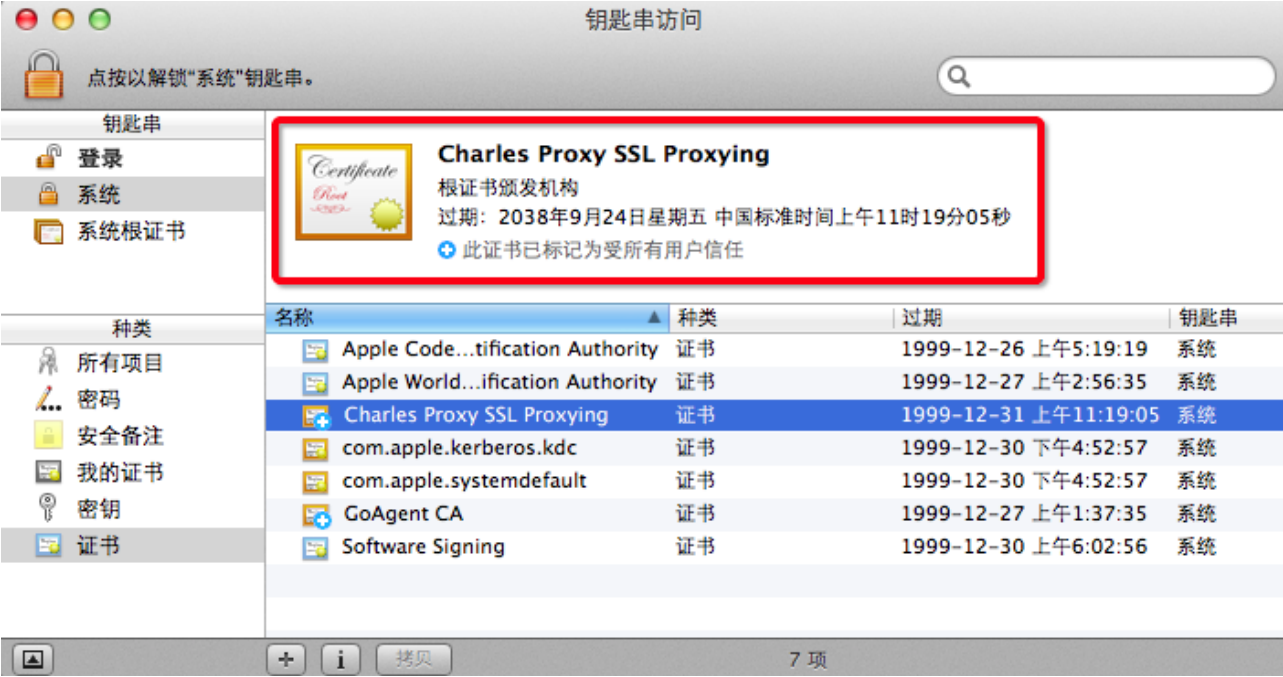 钥匙串访问
点按以解锁“系统”钥匙串。
钥匙串
登录
系统
系统根证书
Certificate
Root
Charles Proxy SSL Proxying
根证书颁发机构
过期：2038年9月24日星期五 中国标准时间上午11时19分05秒
此证书已标记为受所有用户信任
种类
所有项目
密码
安全备注
我的证书
密钥
证书
名称 种类 过期 钥匙串
Apple Code...tification Authority 证书 1999-12-26 上午5:19:19 系统
Apple World...ification Authority 证书 1999-12-27 上午2:56:35 系统
Charles Proxy SSL Proxying 证书 1999-12-31 上午11:19:05 系统
com.apple.kerberos.kdc 证书 1999-12-30 下午4:52:57 系统
com.apple.systemdefault 证书 1999-12-30 下午4:52:57 系统
GoAgent CA 证书 1999-12-27 上午1:37:35 系统
Software Signing 证书 1999-12-30 上午6:02:56 系统
拷贝
7 项